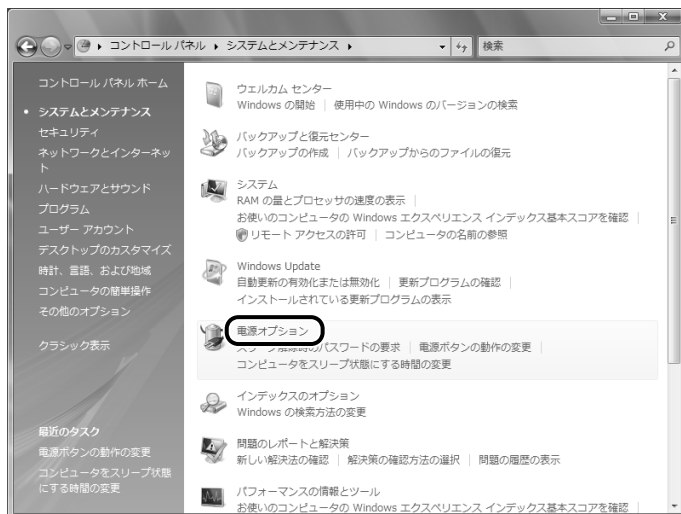 コントロール パネル ▸ システムとメンテナンス ▸
検索
コントロール パネル ホーム
システムとメンテナンス
セキュリティ
ネットワークとインターネッ
ト
ハードウェアとサウンド
プログラム
ユーザー アカウント
デスクトップのカスタマイズ
時計、言語、および地域
コンピュータの簡単操作
その他のオプション
クラシック表示
最近のタスク
電源ボタンの動作の変更
コンピュータをスリープ状態
にする時間の変更
ウェルカム センター
Windows の開始 | 使用中の Windows のバージョンの検索
バックアップと復元センター
バックアップの作成 | バックアップからのファイルの復元
システム
RAM の量とプロセッサの速度の表示 |
お使いのコンピュータの Windows エクスペリエンス インデックス基本スコアを確認 |
リモート アクセスの許可 | コンピュータの名前の参照
Windows Update
自動更新の有効化または無効化 | 更新プログラムの確認 |
インストールされている更新プログラムの表示
電源オプション
スリープ解除時のパスワードの要求 | 電源ボタンの動作の変更 |
コンピュータをスリープ状態にする時間の変更
インデックスのオプション
Windows の検索方法の変更
問題のレポートと解決策
新しい解決法の確認 | 解決策の確認方法の選択 | 問題の履歴の表示
パフォーマンスの情報とツール
お使いのコンピュータの Windows エクスペリエンス インデックス基本スコアを確認 |